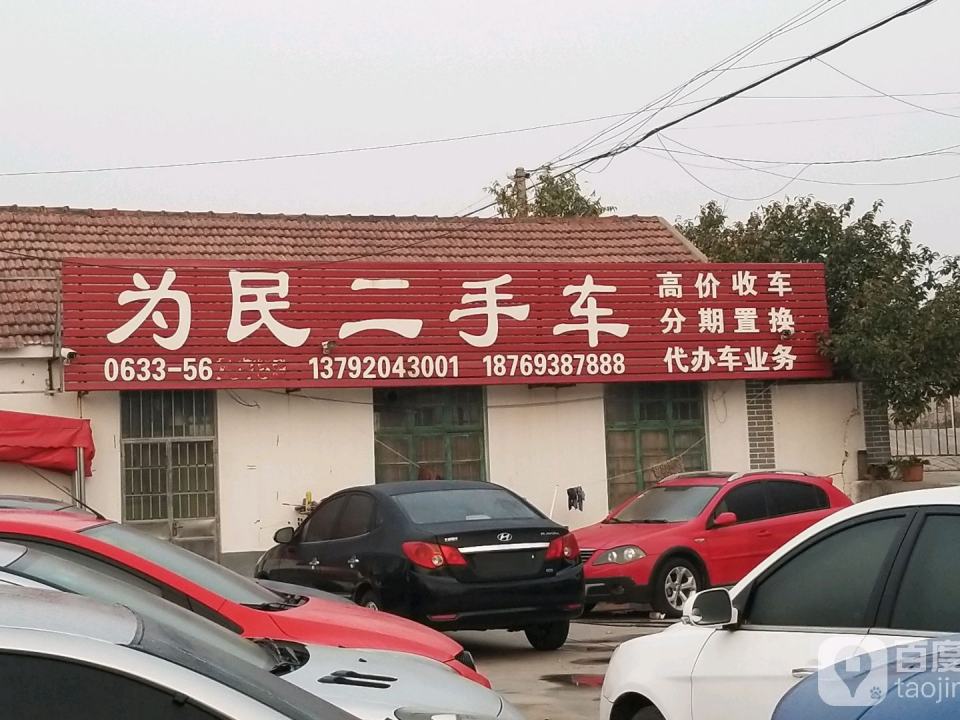 为民二手车
高价收车
分期置换
代办车业务
0633-56 13792043001 18769387888
百度
taojin